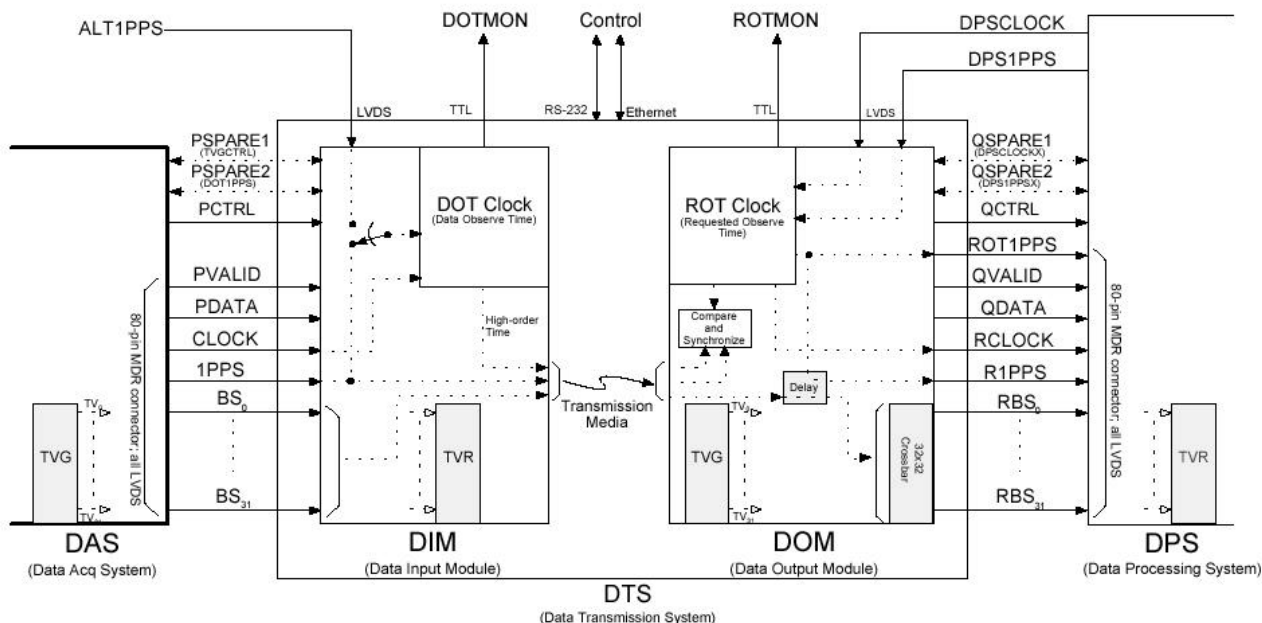 DOTMON
Control
ROTMON
DPSCLOCK
ALT1PPS
DPS1PPS
LVDS
TTL
RS-232
Ethernet
TTL
LVDS
PSPARE1
(TVGCTRL)
PSPARE2
(DOT1PPS)
PCTRL
PVALID
PDATA
CLOCK
1PPS
BS0
BS31
80-pin MDR connector; all LVDS
TVG
TV0
DAS
(Data Acq System)
DOT Clock
(Data Observe Time)
High-order
Time
TVR
DIM
(Data Input Module)
Transmission
Media
ROT Clock
(Requested Observe
Time)
Compare
and
Synchronize
Delay
TVG
TV0
TV31
32x32
Crossbar
DOM
(Data Output Module)
DTS
(Data Transmission System)
QSPARE1
(DPSCLOCKX)
QSPARE2
(DPS1PPSX)
QCTRL
ROT1PPS
QVALID
QDATA
RCLOCK
R1PPS
RBS0
RBS31
80-pin MDR connector; all LVDS
TVR
DPS
(Data Processing System)